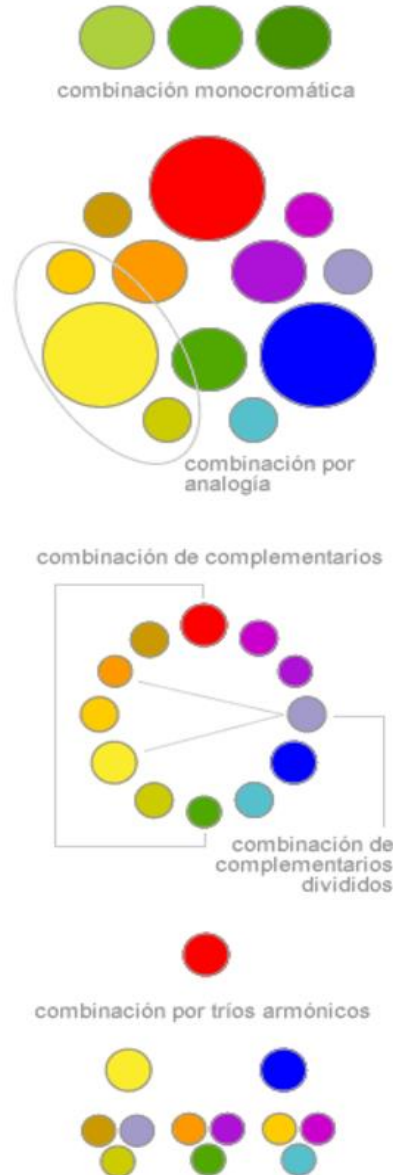 combinación monocromática
combinación por
analogía
combinación de complementarios
combinación de
complementarios
divididos
combinación por tríos armónicos